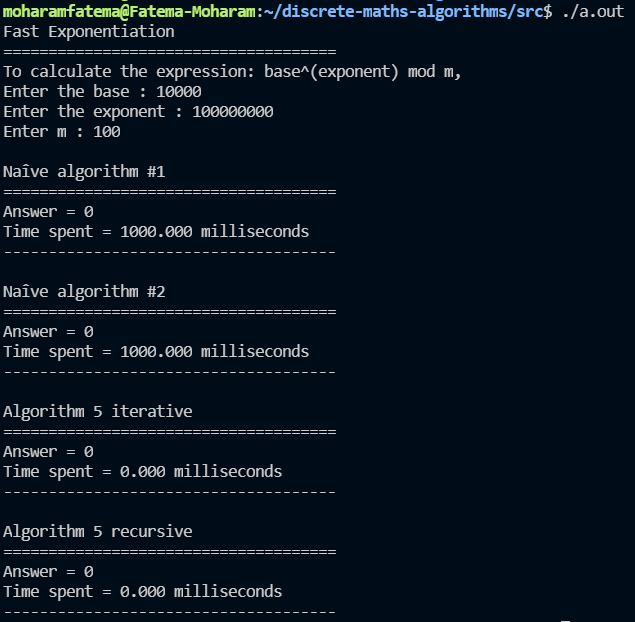 moharamfatema@Fatema-Moharam:~/discrete-maths-algorithms/src$ ./a.out
Fast Exponentiation
=====================================
To calculate the expression: base^(exponent) mod m,
Enter the base : 10000
Enter the exponent : 100000000
Enter m : 100
Naîve algorithm #1
=====================================
Answer = 0
Time spent = 1000.000 milliseconds
-------------------------------------
Naîve algorithm #2
=====================================
Answer = 0
Time spent = 1000.000 milliseconds
-------------------------------------
Algorithm 5 iterative
=====================================
Answer = 0
Time spent = 0.000 milliseconds
-------------------------------------
Algorithm 5 recursive
=====================================
Answer = 0
Time spent = 0.000 milliseconds
-------------------------------------